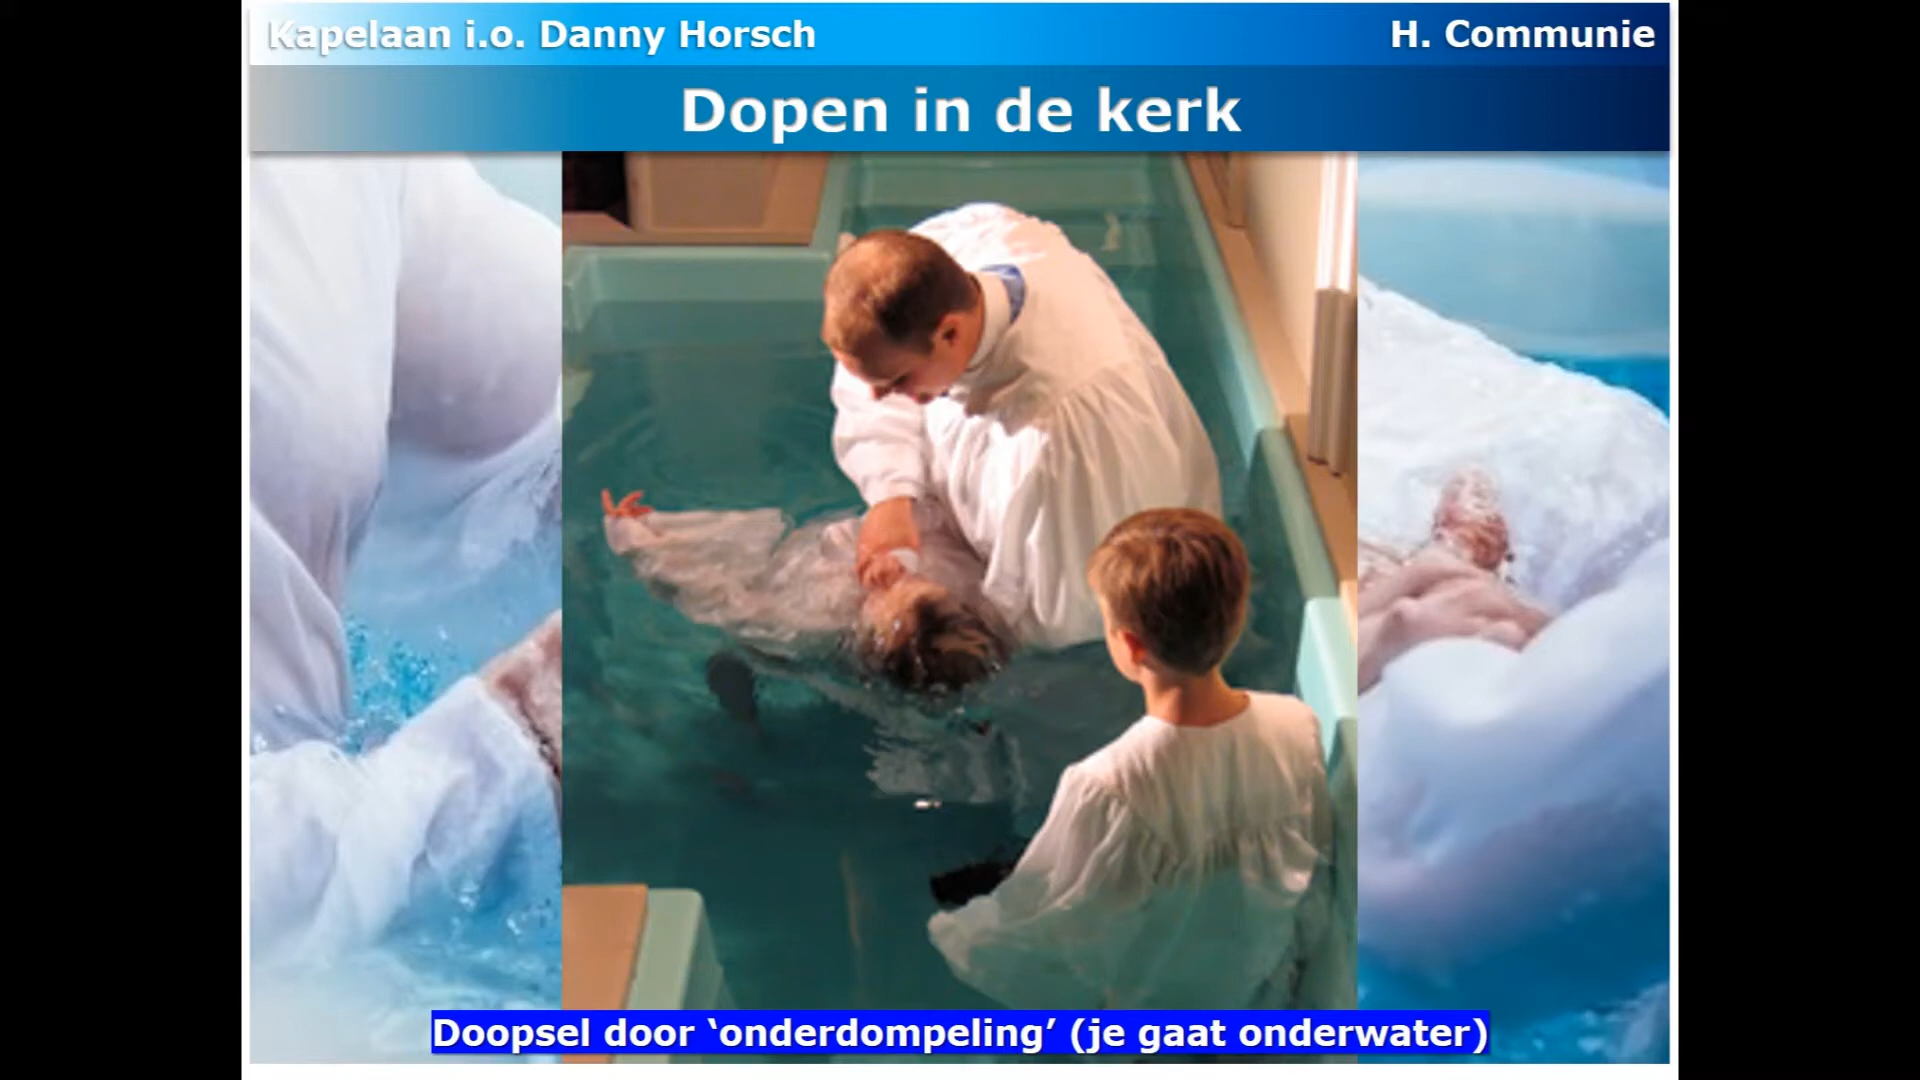 Kapelaan i.o. Danny Horsch
H. Communie
Dopen in de kerk
Doopsel door ‘onderdompeling’ (je gaat onderwater)